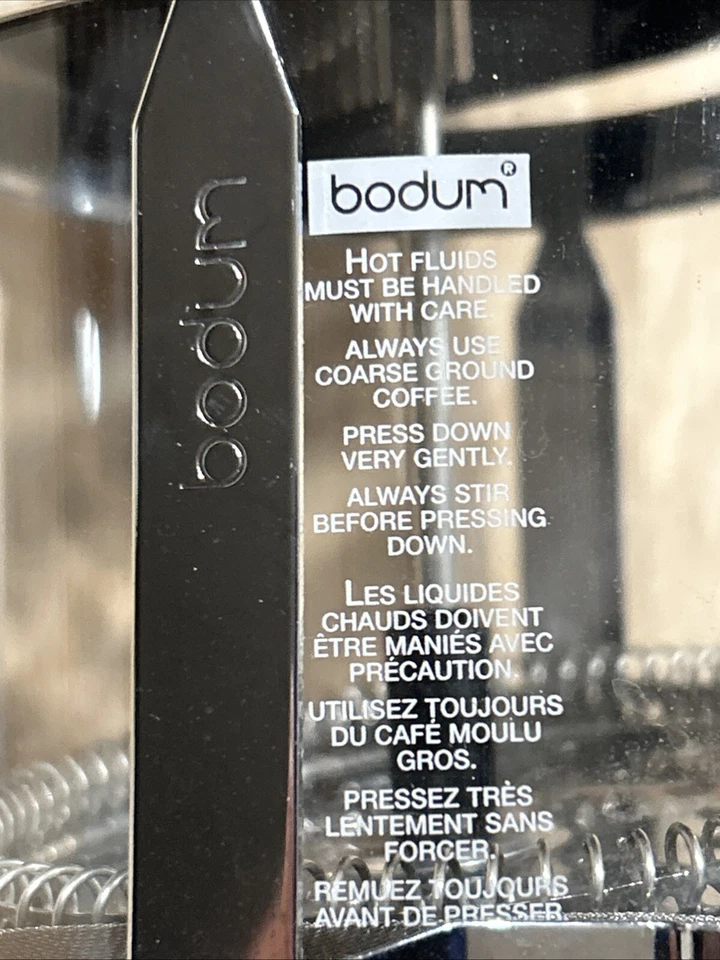 bodum
bodum®
HOT FLUIDS
MUST BE HANDLED
WITH CARE.
ALWAYS USE
COARSE GROUND
COFFEE.
PRESS DOWN
VERY GENTLY.
ALWAYS STIR
BEFORE PRESSING
DOWN.
LES LIQUIDES
CHAUDS DOIVENT
ÊTRE MANIÉS AVEC
PRÉCAUTION.
UTILISEZ TOUJOURS
DU CAFÉ MOULU
GROS.
PRESSEZ TRÈS
LENTEMENT SANS
FORCER.
REMUEZ TOUJOURS
AVANT DE PRESSER.